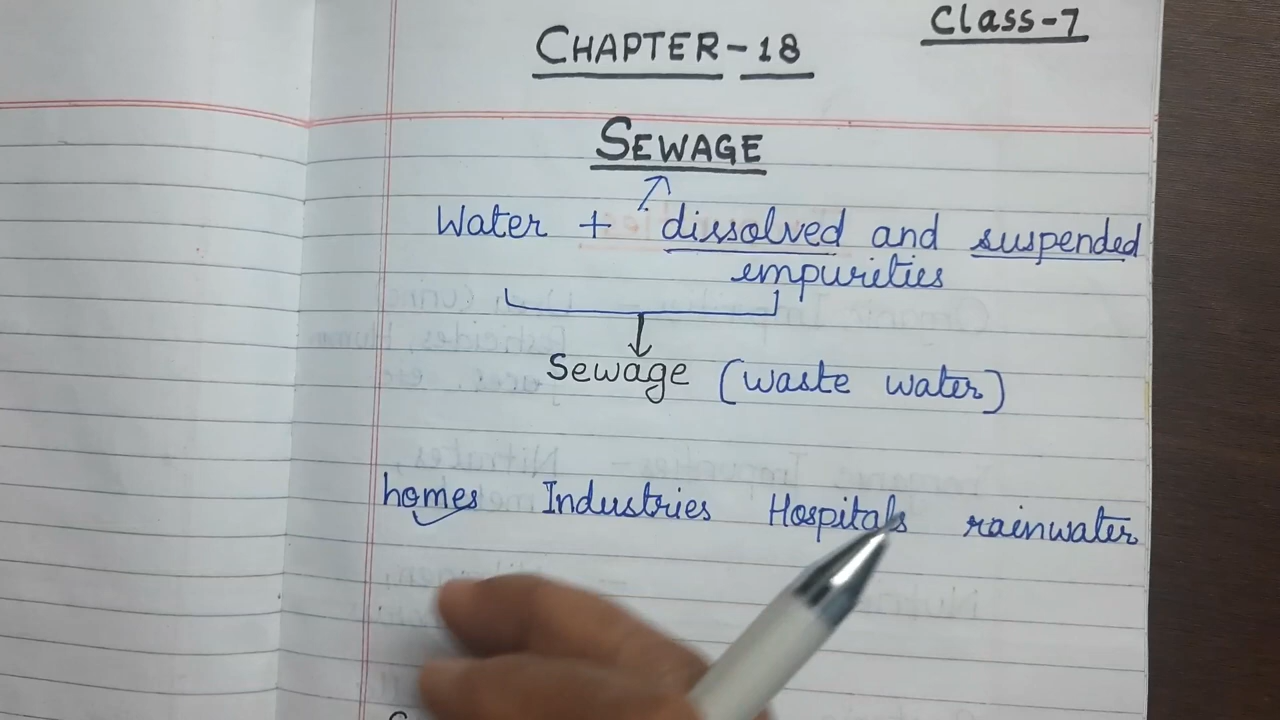 Class-7
CHAPTER-18
SEWAGE
Water + dissolved and suspended
empurities
Sewage (waste water)
homes Industries Hospitals rainwater